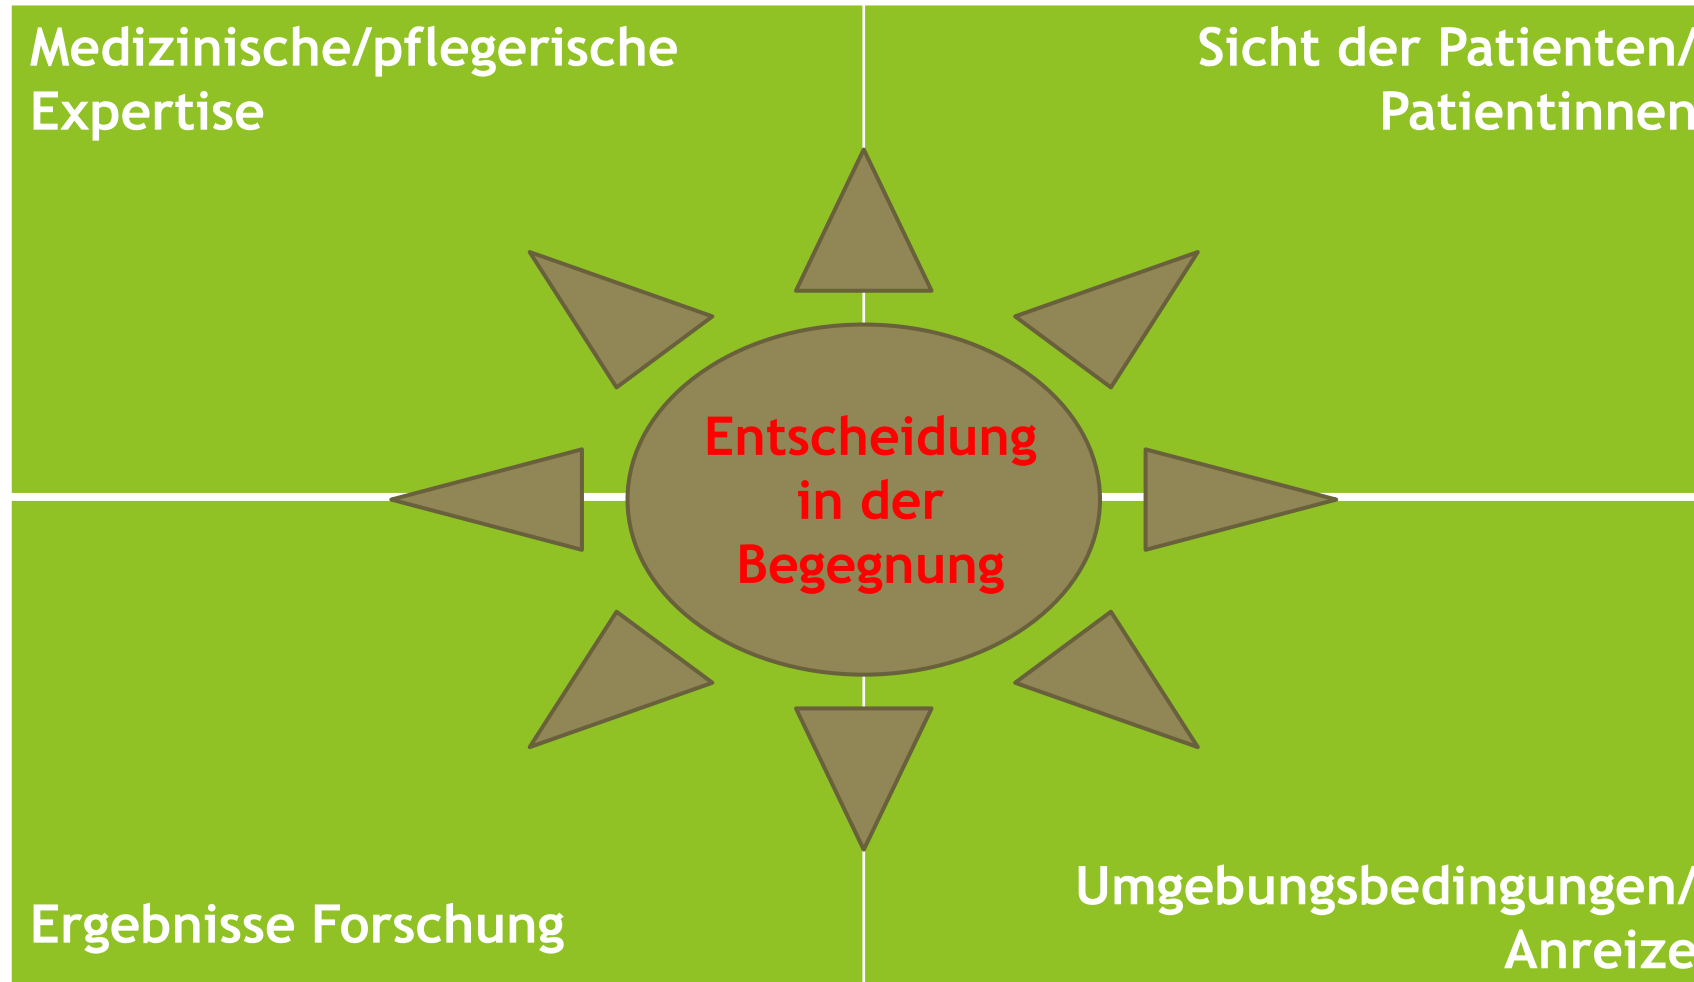 Medizinische/pflegerische
Expertise
Sicht der Patienten/
Patientinnen
Entscheidung
in der
Begegnung
Ergebnisse Forschung
Umgebungsbedingungen/
Anreize